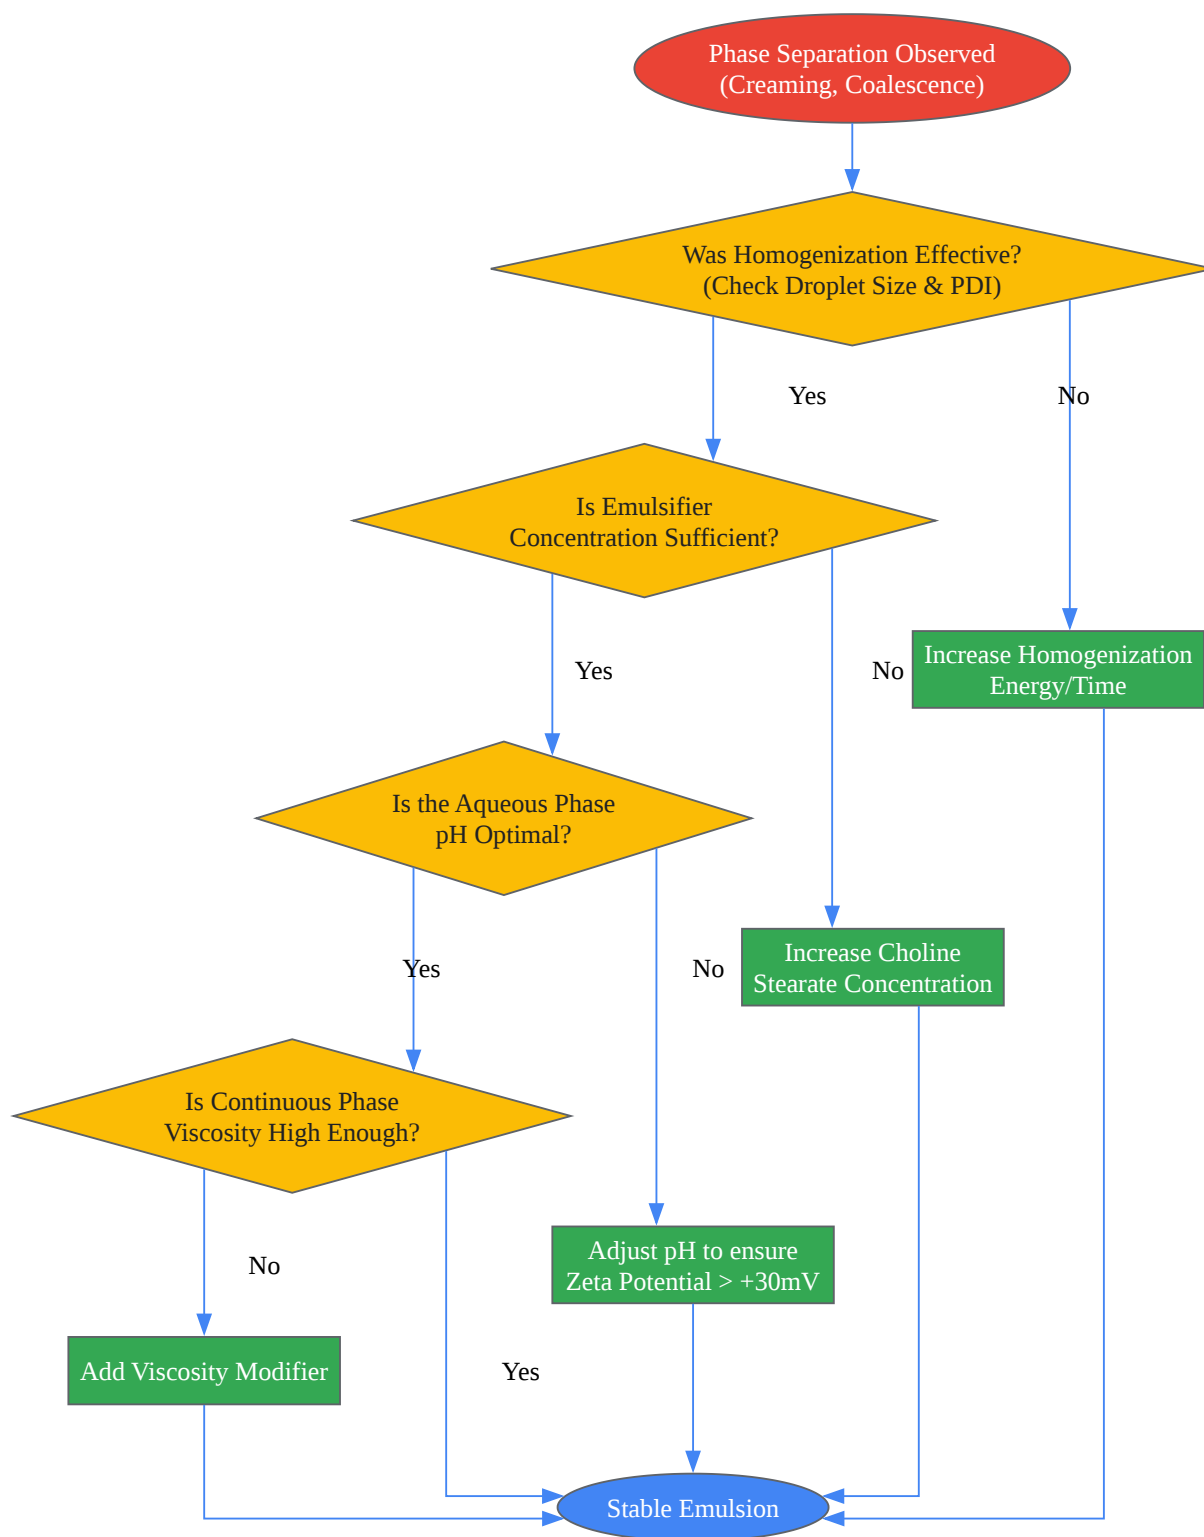 Phase Separation Observed
(Creaming, Coalescence)
Was Homogenization Effective?
(Check Droplet Size & PDI)
Yes
No
Is Emulsifier
Concentration Sufficient?
Yes
No
Increase Homogenization
Energy/Time
Is the Aqueous Phase
pH Optimal?
Yes
No
Increase Choline
Stearate Concentration
Is Continuous Phase
Viscosity High Enough?
No
Adjust pH to ensure
Zeta Potential > +30mV
Add Viscosity Modifier
Yes
Stable Emulsion